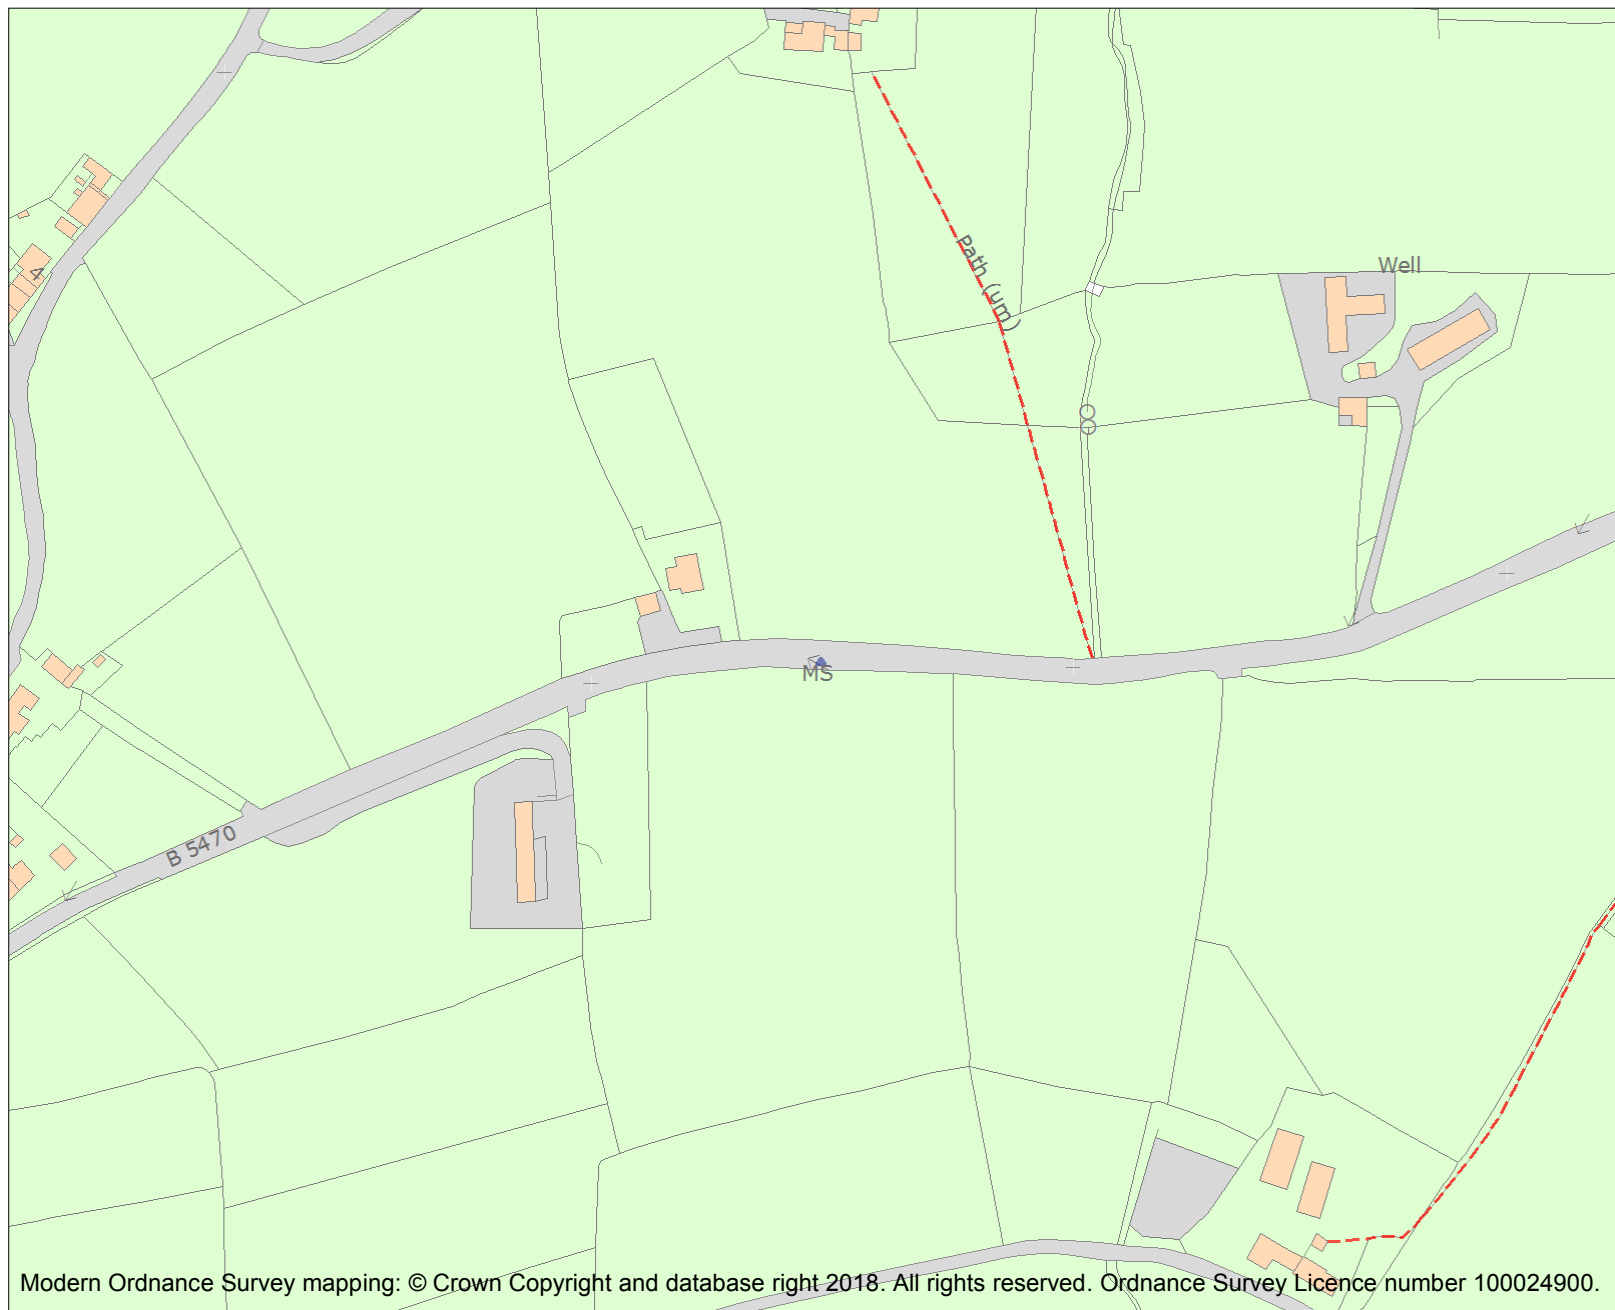 Path (um)
Well
4
MS
B 5470
Modern Ordnance Survey mapping: © Crown Copyright and database right 2018. All rights reserved. Ordnance Survey Licence number 100024900.